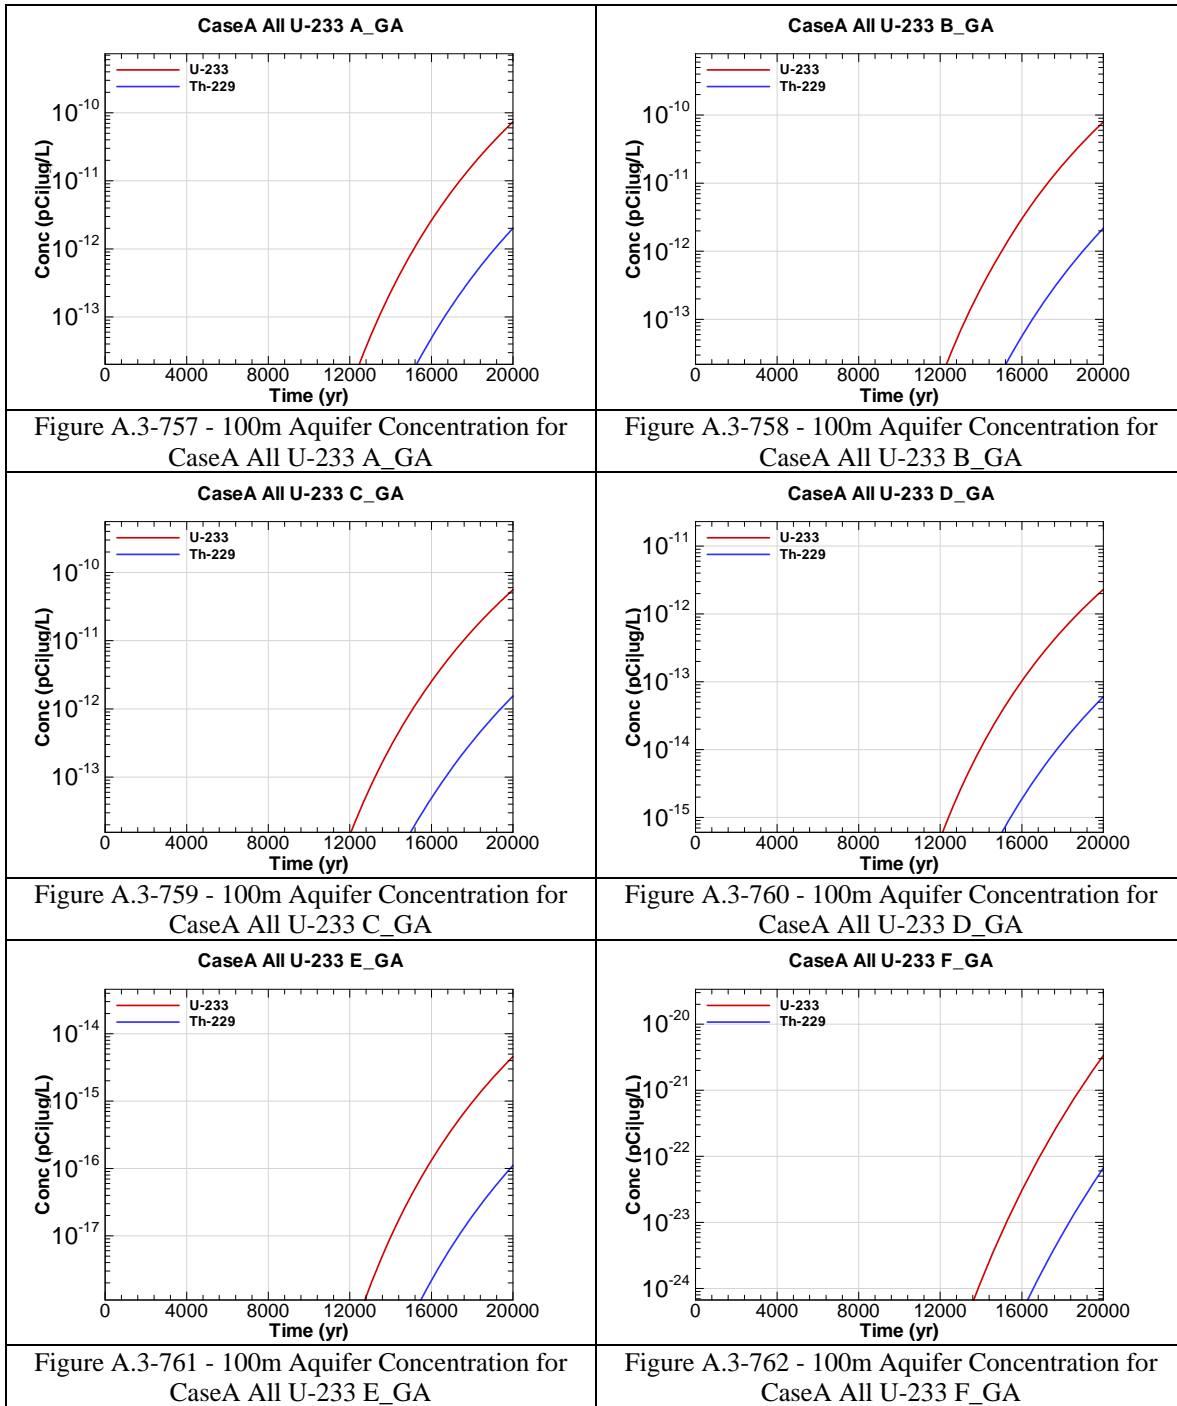 CaseA All U-233 A_GA
U-233
Th-229
10-10
10-11
10-12
10-13
Conc (pCi|ug/L)
0 4000 8000 12000 16000 20000
Time (yr)
Figure A.3-757 - 100m Aquifer Concentration for
CaseA All U-233 A_GA
CaseA All U-233 B_GA
U-233
Th-229
10-10
10-11
10-12
10-13
Conc (pCi|ug/L)
0 4000 8000 12000 16000 20000
Time (yr)
Figure A.3-758 - 100m Aquifer Concentration for
CaseA All U-233 B_GA
CaseA All U-233 C_GA
U-233
Th-229
10-10
10-11
10-12
10-13
Conc (pCi|ug/L)
0 4000 8000 12000 16000 20000
Time (yr)
Figure A.3-759 - 100m Aquifer Concentration for
CaseA All U-233 C_GA
CaseA All U-233 D_GA
U-233
Th-229
10-11
10-12
10-13
10-14
10-15
Conc (pCi|ug/L)
0 4000 8000 12000 16000 20000
Time (yr)
Figure A.3-760 - 100m Aquifer Concentration for
CaseA All U-233 D_GA
CaseA All U-233 E_GA
U-233
Th-229
10-14
10-15
10-16
10-17
Conc (pCi|ug/L)
0 4000 8000 12000 16000 20000
Time (yr)
Figure A.3-761 - 100m Aquifer Concentration for
CaseA All U-233 E_GA
CaseA All U-233 F_GA
U-233
Th-229
10-20
10-21
10-22
10-23
10-24
Conc (pCi|ug/L)
0 4000 8000 12000 16000 20000
Time (yr)
Figure A.3-762 - 100m Aquifer Concentration for
CaseA All U-233 F_GA